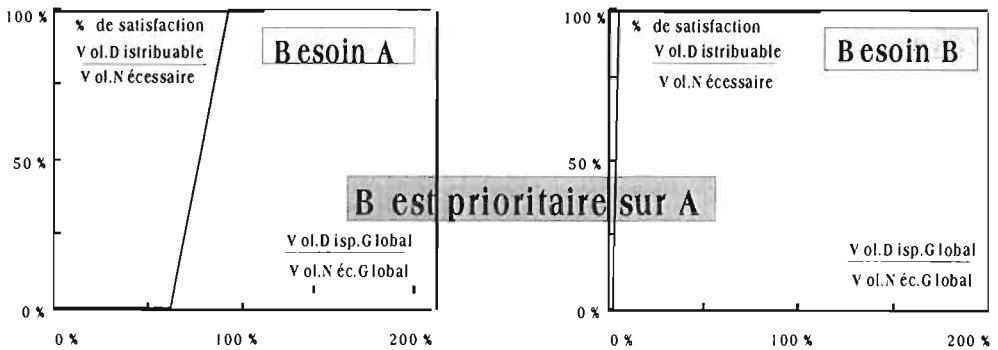 100 %
% de satisfaction
Vol.Distribuable
Vol.Nécessaire
Besoin A
50 %
Vol.Disp.Global
Vol.Néc.Global
0 %
0 %
100 %
200 %
B est prioritaire sur A
100 %
% de satisfaction
Vol.Distribuable
Vol.Nécessaire
Besoin B
50 %
Vol.Disp.Global
Vol.Néc.Global
0 %
0 %
100 %
200 %